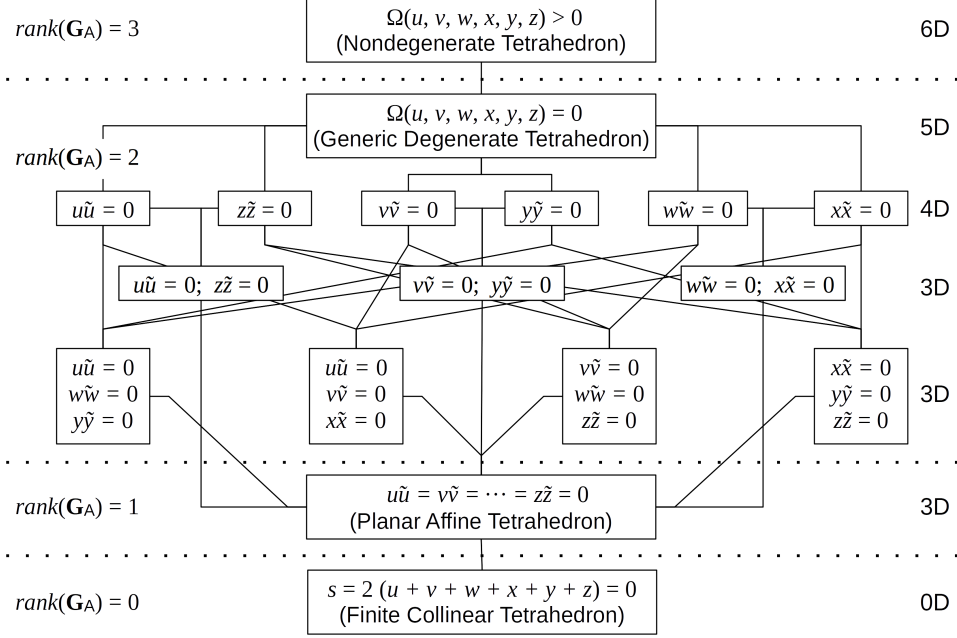 rank(G_A) = 3
Ω(u, v, w, x, y, z) > 0
(Nondegenerate Tetrahedron)
6D
Ω(u, v, w, x, y, z) = 0
(Generic Degenerate Tetrahedron)
5D
rank(G_A) = 2
uũ = 0
zz̃ = 0
vṽ = 0
yỹ = 0
ww̃ = 0
xx̃ = 0
4D
uũ = 0; zz̃ = 0
vṽ = 0; yỹ = 0
ww̃ = 0; xx̃ = 0
3D
uũ = 0
ww̃ = 0
yỹ = 0
uũ = 0
vṽ = 0
xx̃ = 0
vṽ = 0
ww̃ = 0
zz̃ = 0
xx̃ = 0
yỹ = 0
zz̃ = 0
3D
rank(G_A) = 1
uũ = vṽ = ⋯ = zz̃ = 0
(Planar Affine Tetrahedron)
3D
rank(G_A) = 0
s = 2 (u + v + w + x + y + z) = 0
(Finite Collinear Tetrahedron)
0D